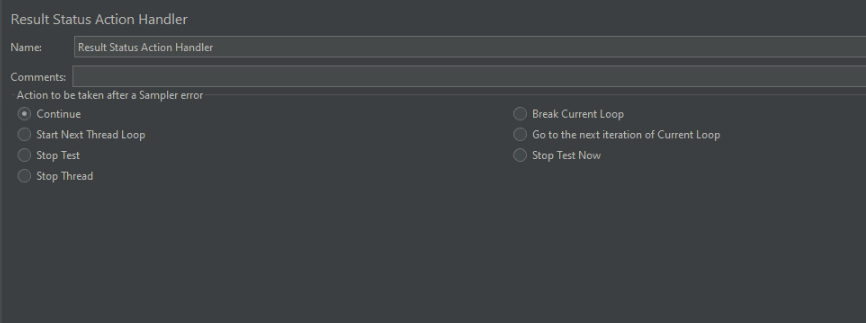 Result Status Action Handler
Name: Result Status Action Handler
Comments:
Action to be taken after a Sampler error
Continue Break Current Loop
Start Next Thread Loop Go to the next iteration of Current Loop
Stop Test Stop Test Now
Stop Thread